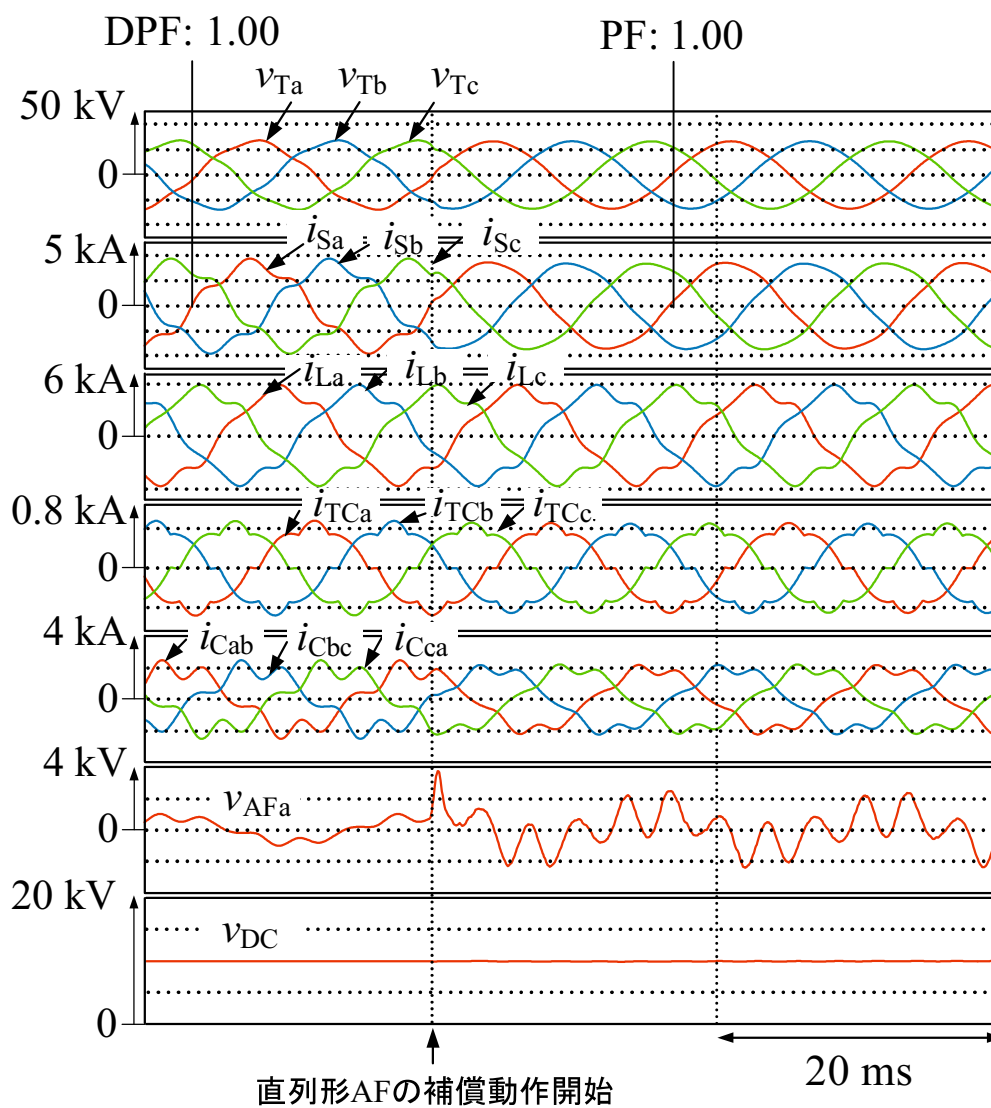 DPF: 1.00 PF: 1.00
vTa vTb vTc
50 kV
0
iSa iSb iSc
5 kA
0
iLa iLb iLc
6 kA
0
iTCa iTCb iTCc
0.8 kA
0
iCab iCbc iCca
4 kA
0
4 kV
vAFa
0
20 kV
vDC
0
20 ms
直列形AFの補償動作開始